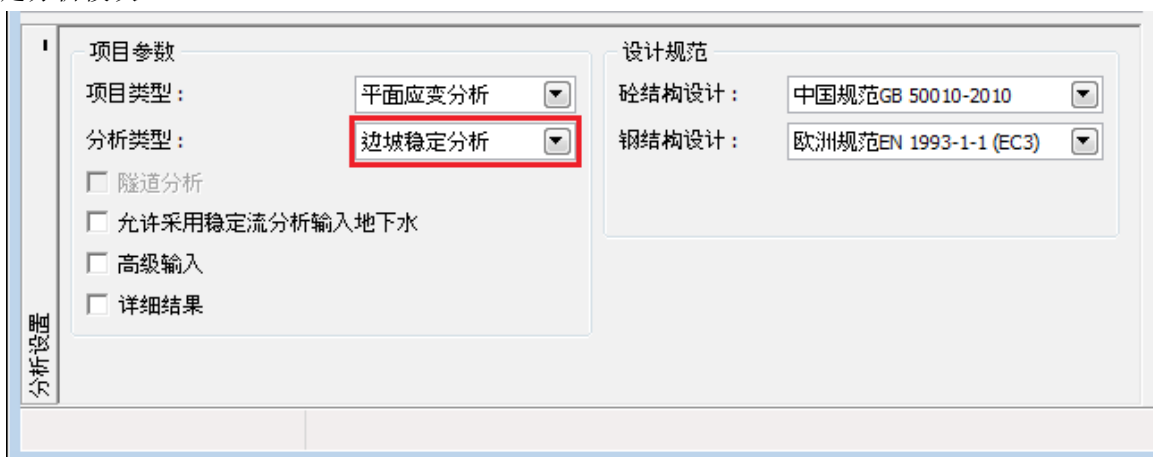 项目参数
项目类型： 平面应变分析
分析类型： 边坡稳定分析
隧道分析
允许采用稳定流分析输入地下水
高级输入
详细结果
设计规范
砼结构设计： 中国规范GB 50010-2010
钢结构设计： 欧洲规范EN 1993-1-1 (EC3)
分析设置